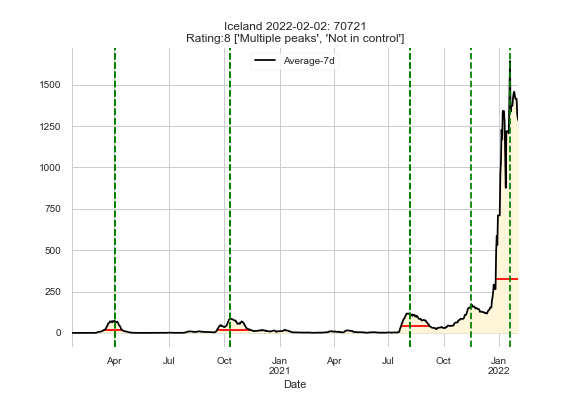 Iceland 2022-02-02: 70721
Rating:8 ['Multiple peaks', 'Not in control']
Average-7d
1500
1250
1000
750
500
250
0
Apr Jul Oct Jan Apr Jul Oct Jan
2021 2022
Date